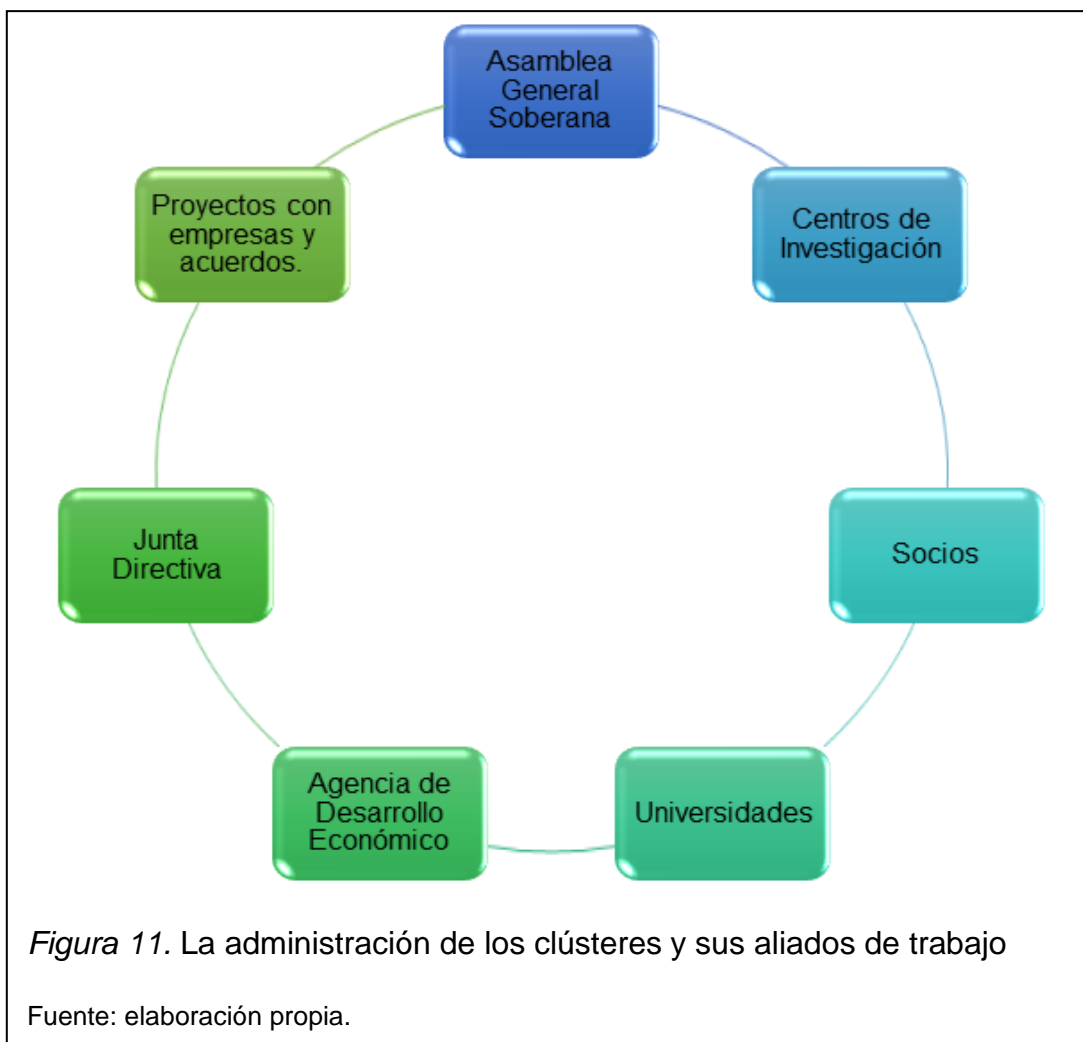 Asamblea
General
Soberana
Centros de
Investigación
Socios
Universidades
Agencia de
Desarrollo
Económico
Junta
Directiva
Proyectos con
empresas y
acuerdos.
Figura 11. La administración de los clústeres y sus aliados de trabajo
Fuente: elaboración propia.